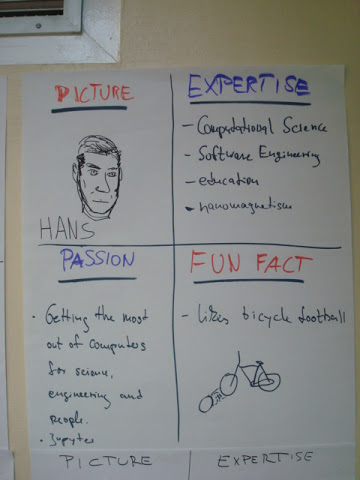 PICTURE
HANS
EXPERTISE
- Computational Science
- Software Engineering
- education
- nanomagnetism
PASSION
· Getting the most
out of computers
for science,
engineering and
people.
· Jupyter
FUN FACT
- likes bicycle football
PICTURE
EXPERTISE